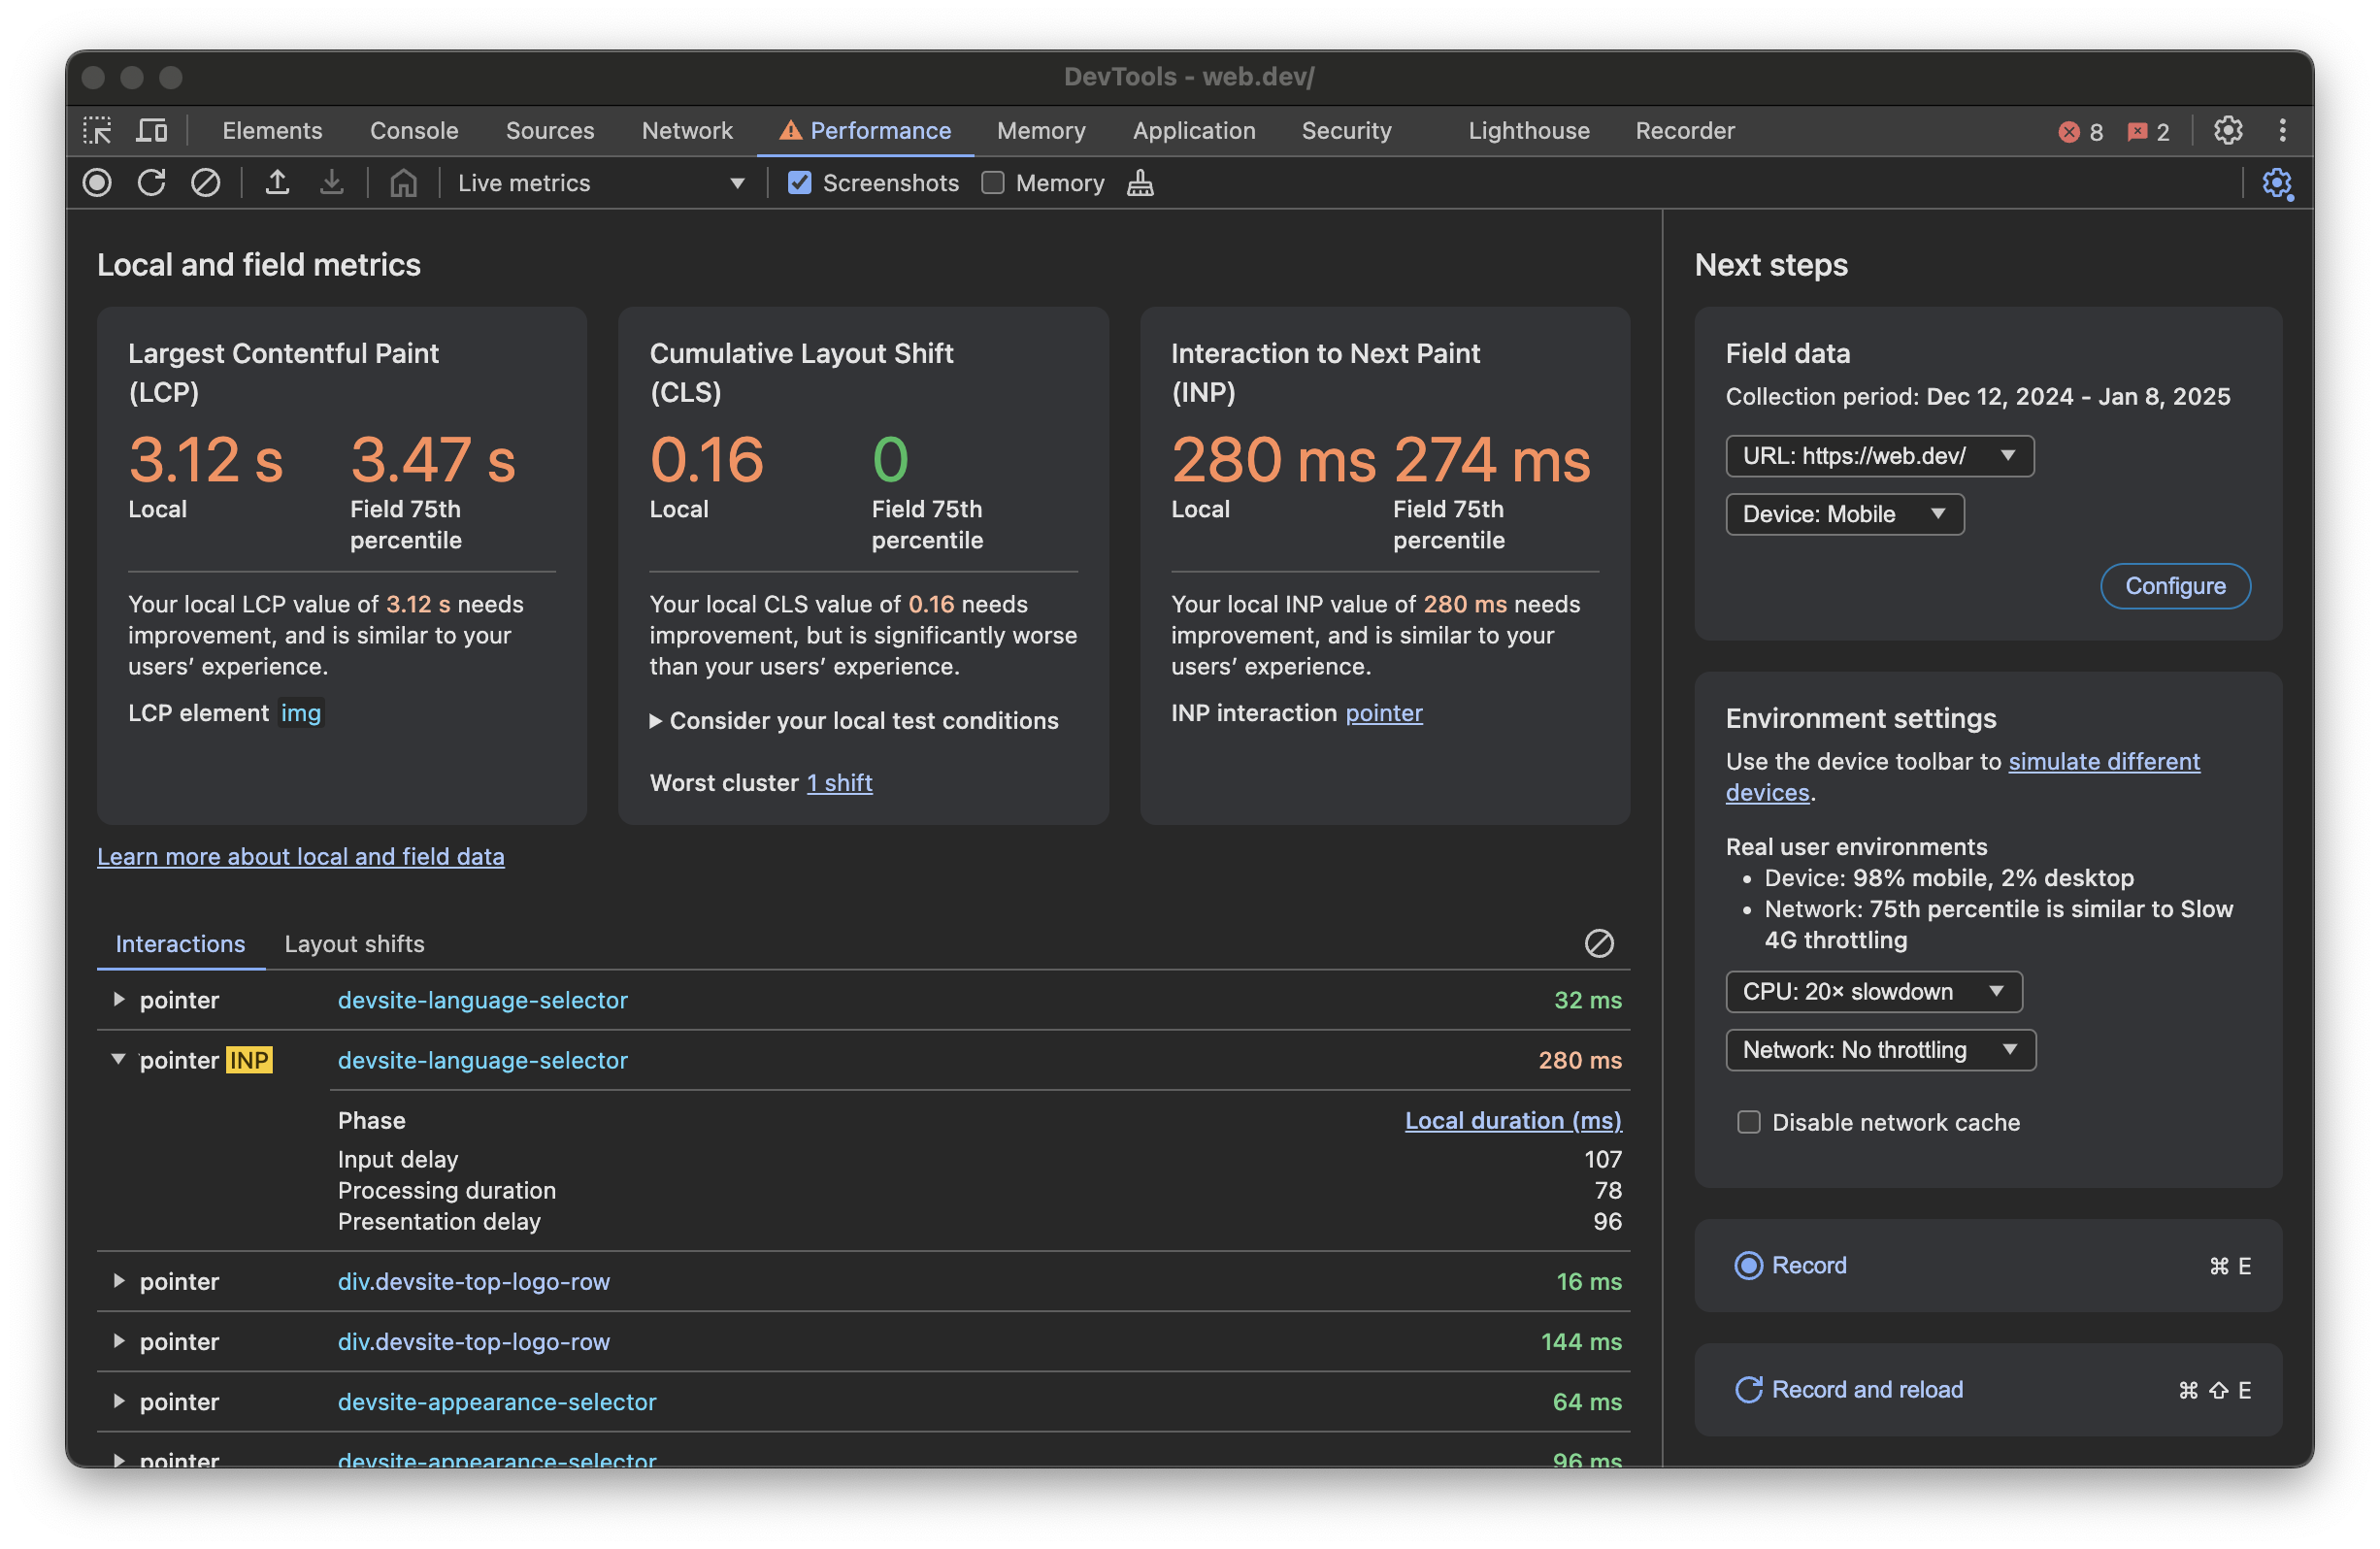 DevTools - web.dev/
Elements Console Sources Network Performance Memory Application Security Lighthouse Recorder 8 2
Live metrics Screenshots Memory
Local and field metrics
Largest Contentful Paint
(LCP)
3.12 s 3.47 s
Local Field 75th
percentile
Your local LCP value of 3.12 s needs
improvement, and is similar to your
users’ experience.
LCP element img
Cumulative Layout Shift
(CLS)
0.16 0
Local Field 75th
percentile
Your local CLS value of 0.16 needs
improvement, but is significantly worse
than your users’ experience.
Consider your local test conditions
Worst cluster 1 shift
Interaction to Next Paint
(INP)
280 ms 274 ms
Local Field 75th
percentile
Your local INP value of 280 ms needs
improvement, and is similar to your
users’ experience.
INP interaction pointer
Learn more about local and field data
Interactions Layout shifts
pointer devsite-language-selector 32 ms
pointer INP devsite-language-selector 280 ms
Phase Local duration (ms)
Input delay 107
Processing duration 78
Presentation delay 96
pointer div.devsite-top-logo-row 16 ms
pointer div.devsite-top-logo-row 144 ms
pointer devsite-appearance-selector 64 ms
pointer devsite-appearance-selector 96 ms
Next steps
Field data
Collection period: Dec 12, 2024 - Jan 8, 2025
URL: https://web.dev/
Device: Mobile
Configure
Environment settings
Use the device toolbar to simulate different
devices.
Real user environments
• Device: 98% mobile, 2% desktop
• Network: 75th percentile is similar to Slow
4G throttling
CPU: 20× slowdown
Network: No throttling
Disable network cache
Record ⌘ E
Record and reload ⌘ ⇧ E